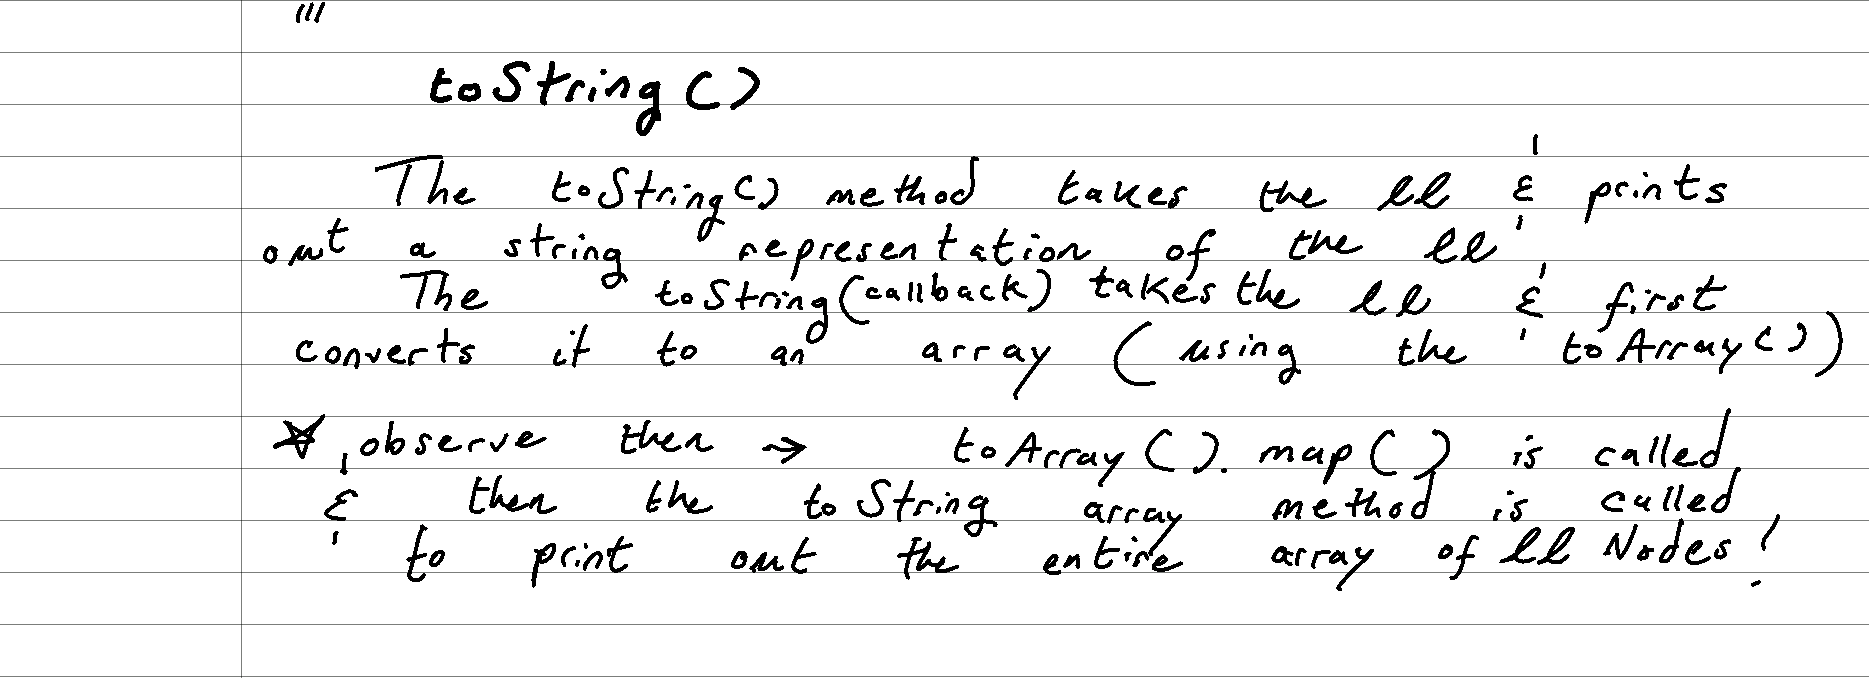 "'
toString()
The toString() method takes the ll & prints
out a string representation of the ll
The toString(callback) takes the ll & first
converts it to an array (using the toArray())
☆ observe then → toArray().map() is called
& then the toString array method is called
to print out the entire array of ll Nodes!